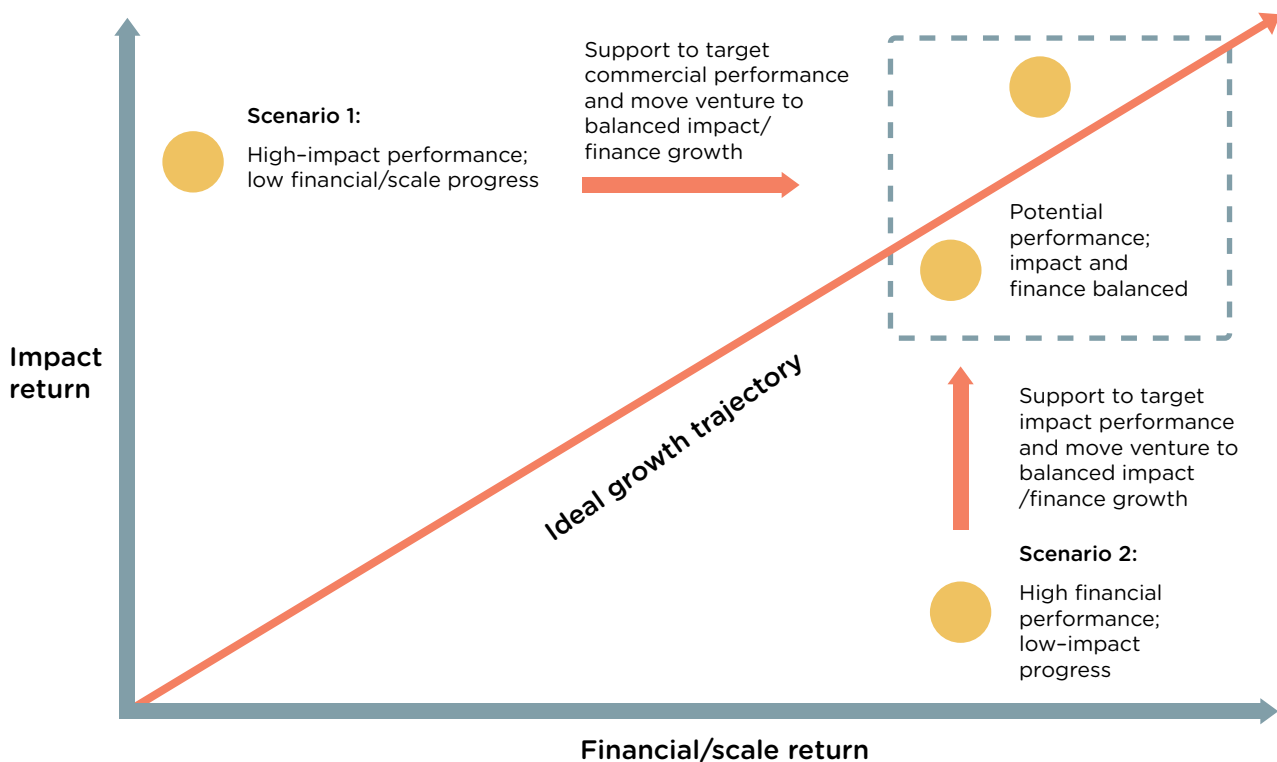 Support to target
commercial performance
and move venture to
balanced impact/
finance growth
Scenario 1:
High–impact performance;
low financial/scale progress
Potential
performance;
impact and
finance balanced
Impact
return
Ideal growth trajectory
Support to target
impact performance
and move venture to
balanced impact
/finance growth
Scenario 2:
High financial
performance;
low–impact
progress
Financial/scale return